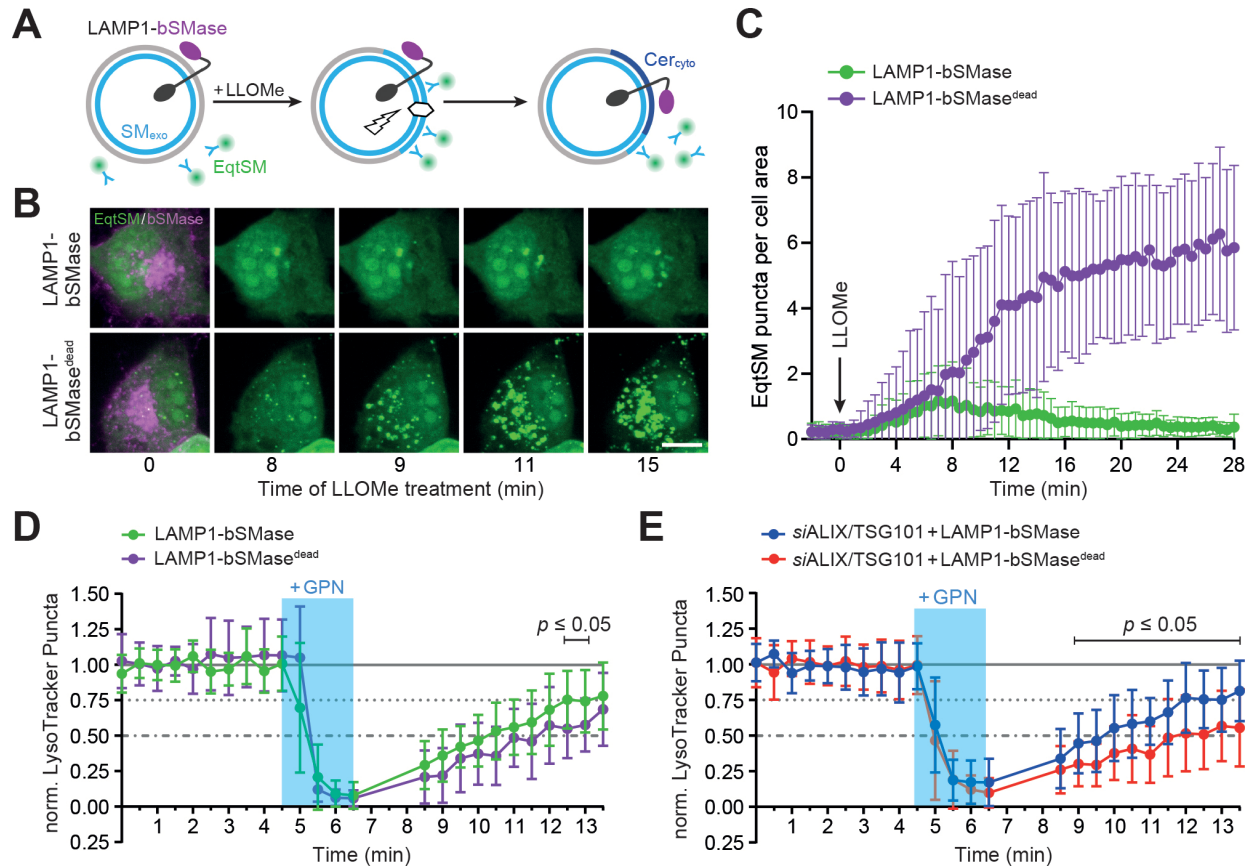 A
LAMP1-bSMase
+LLOMe
Cercyto
SMexo
EqtSM
B
EqtSM/bSMase
LAMP1-
bSMase
LAMP1-
bSMasedead
0 8 9 11 15
Time of LLOMe treatment (min)
C
LAMP1-bSMase
LAMP1-bSMasedead
EqtSM puncta per cell area
10
8
6
4
2
0
LLOMe
0 4 8 12 16 20 24 28
Time (min)
D
LAMP1-bSMase
LAMP1-bSMasedead
+ GPN
p ≤ 0.05
norm. LysoTracker Puncta
1.50
1.25
1.00
0.75
0.50
0.00
0.25
1 2 3 4 5 6 7 8 9 10 11 12 13
Time (min)
E
siALIX/TSG101 + LAMP1-bSMase
siALIX/TSG101 + LAMP1-bSMasedead
+ GPN
p ≤ 0.05
norm. LysoTracker Puncta
1.50
1.25
1.00
0.75
0.50
0.00
0.25
1 2 3 4 5 6 7 8 9 10 11 12 13
Time (min)